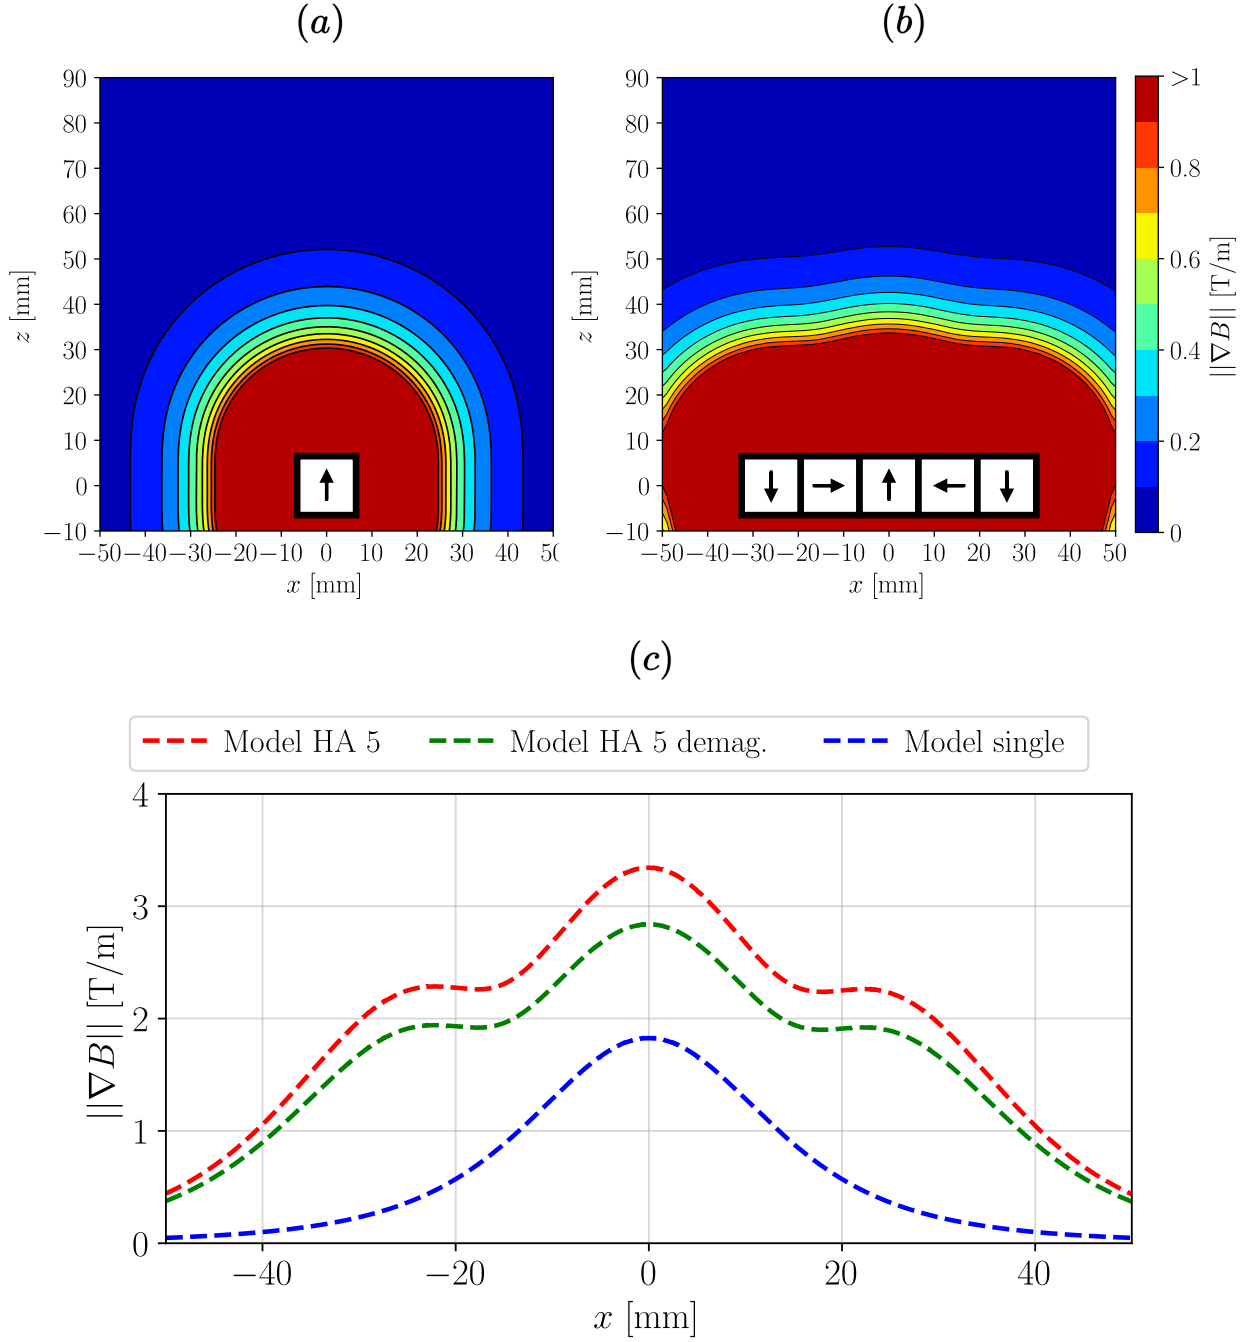 (a)
(b)
90
80
70
60
50
40
30
20
10
0
−10
z [mm]
−50 −40 −30 −20 −10 0 10 20 30 40 50
x [mm]
90
80
70
60
50
40
30
20
10
0
−10
z [mm]
−50 −40 −30 −20 −10 0 10 20 30 40 50
x [mm]
>1
0.8
0.6
0.4
0.2
0
||∇B|| [T/m]
(c)
Model HA 5
Model HA 5 demag.
Model single
4
3
2
1
0
||∇B|| [T/m]
−40 −20 0 20 40
x [mm]